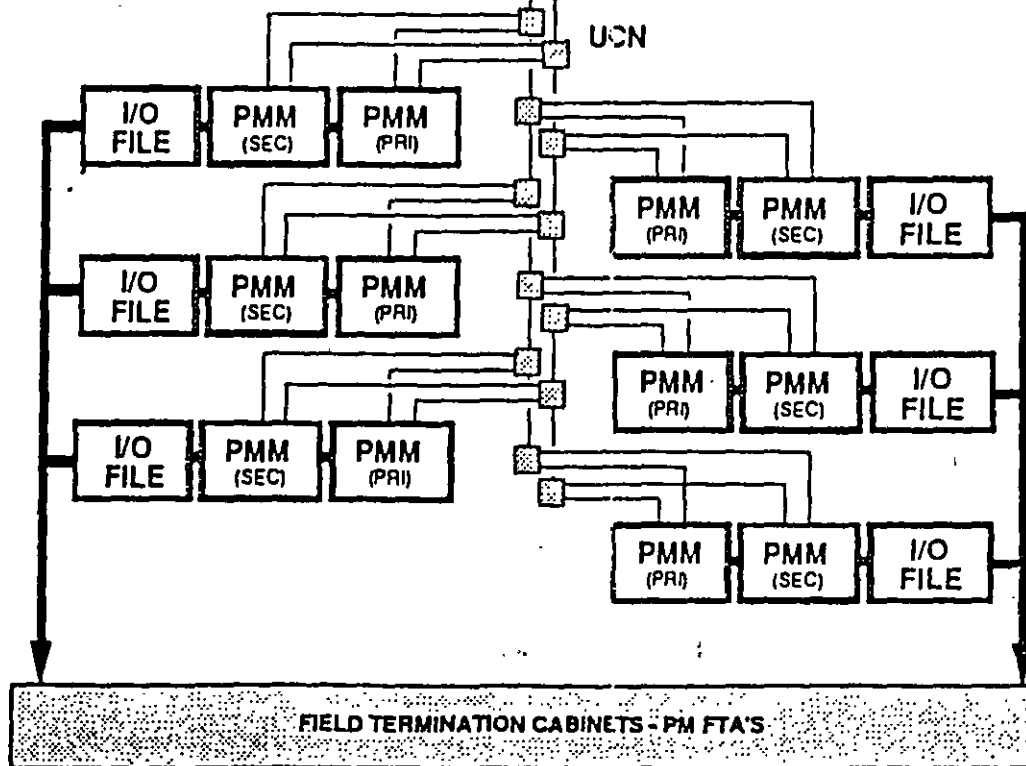 UCN
I/O
FILE
PMM
(SEC)
PMM
(PRI)
PMM
(PRI)
PMM
(SEC)
I/O
FILE
I/O
FILE
PMM
(SEC)
PMM
(PRI)
PMM
(PRI)
PMM
(SEC)
I/O
FILE
I/O
FILE
PMM
(SEC)
PMM
(PRI)
PMM
(PRI)
PMM
(SEC)
I/O
FILE
FIELD TERMINATION CABINETS - PM FTA'S